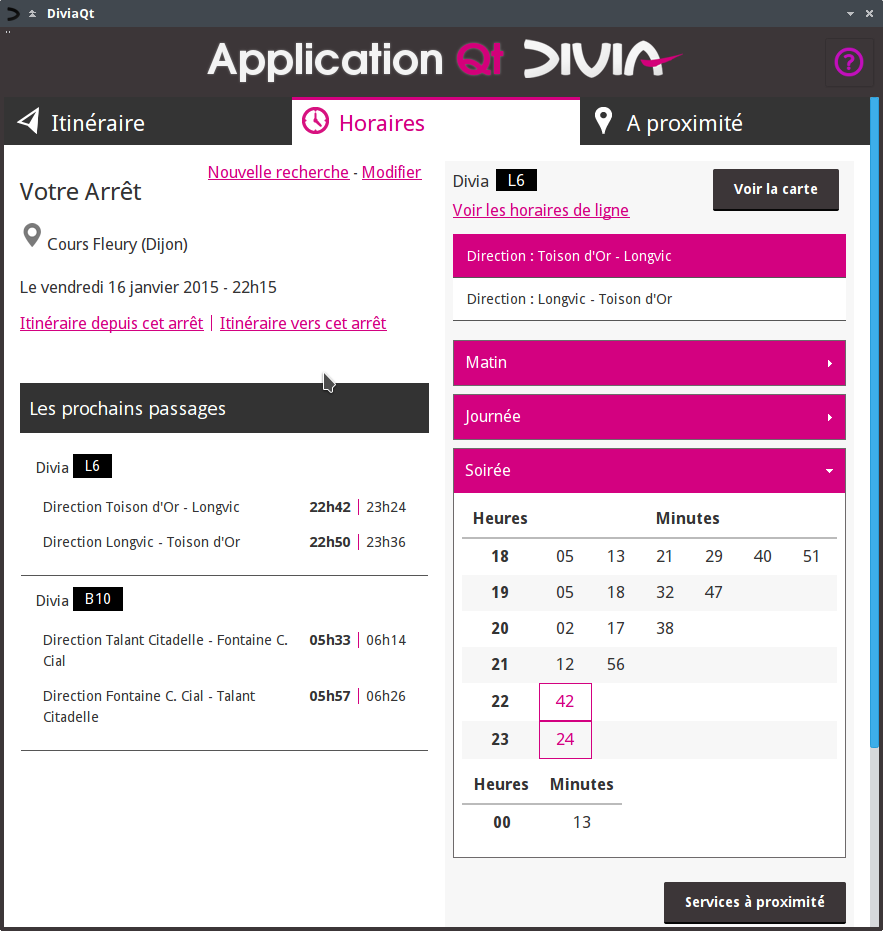 DiviaQt
Application Qt DIVIA
?
Itinéraire
Horaires
A proximité
Nouvelle recherche - Modifier
Votre Arrêt
Cours Fleury (Dijon)
Le vendredi 16 janvier 2015 - 22h15
Itinéraire depuis cet arrêt | Itinéraire vers cet arrêt
Les prochains passages
Divia L6
Direction Toison d'Or - Longvic 22h42 | 23h24
Direction Longvic - Toison d'Or 22h50 | 23h36
Divia B10
Direction Talant Citadelle - Fontaine C. 05h33 | 06h14
Cial
Direction Fontaine C. Cial - Talant 05h57 | 06h26
Citadelle
Divia L6
Voir la carte
Voir les horaires de ligne
Direction : Toison d'Or - Longvic
Direction : Longvic - Toison d'Or
Matin
Journée
Soirée
Heures Minutes
18 05 13 21 29 40 51
19 05 18 32 47
20 02 17 38
21 12 56
22 42
23 24
Heures Minutes
00 13
Services à proximité